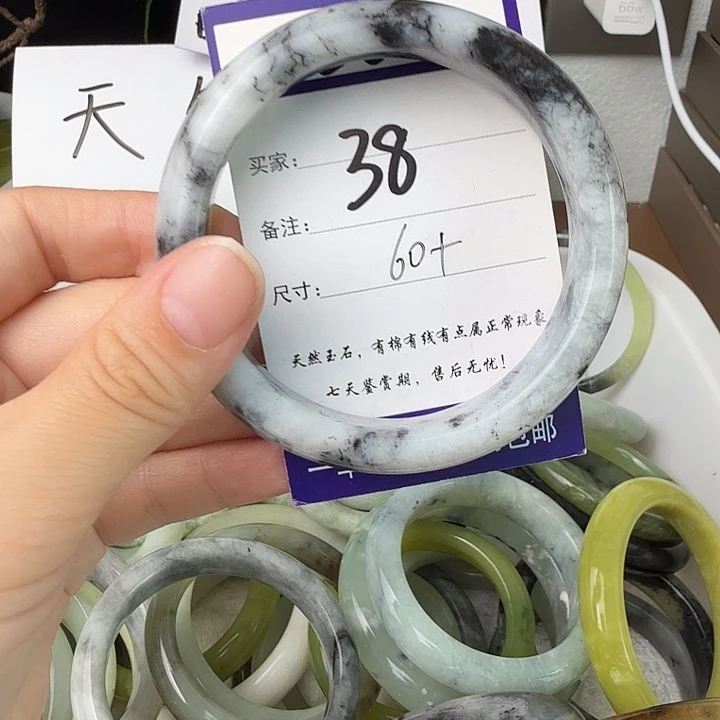 天
66w
买家: 38
备注:
60+
尺寸:
天然玉石，有棉有线有点属正常现象
七天鉴赏期，售后无忧！
邮